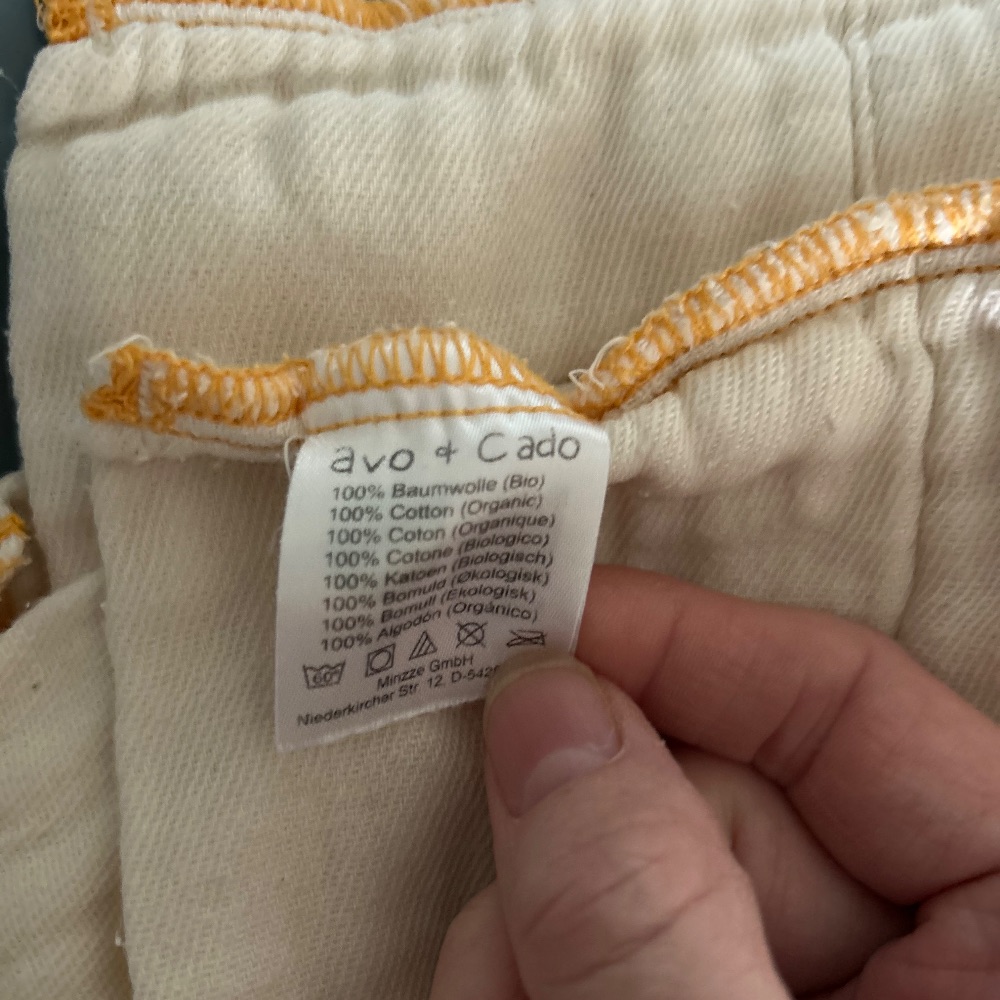 avo + Cado
100% Baumwolle (Bio)
100% Cotton (Organic)
100% Coton (Organique)
100% Cotone (Biologico)
100% Katoen (Biologisch)
100% Bomuld (Økologisk)
100% Bomull (Ekologisk)
100% Algodón (Orgánico)
60°
Minzze GmbH
Niederkircher Str. 12, D-542